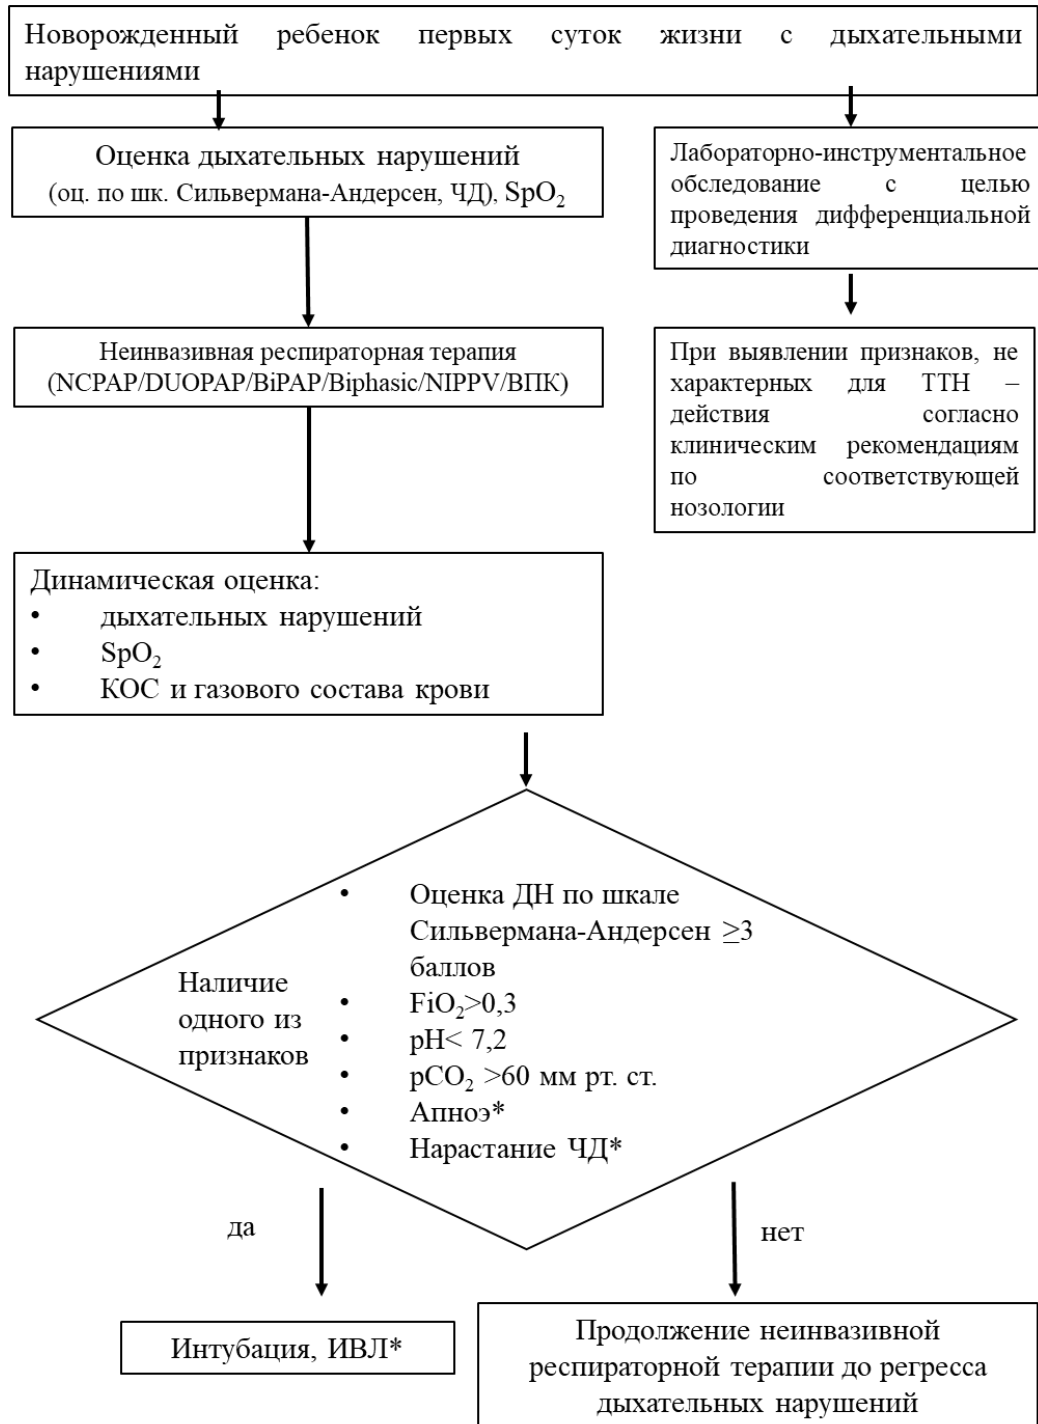 Новорожденный ребенок первых суток жизни с дыхательными
нарушениями
Оценка дыхательных нарушений
(оц. по шк. Сильвермана-Андерсен, ЧД), SpO₂
Лабораторно-инструментальное
обследование с целью
проведения дифференциальной
диагностики
Неинвазивная респираторная терапия
(NCPAP/DUOPAP/BiPAP/Biphasic/NIPPV/ВПК)
При выявлении признаков, не
характерных для ТТН –
действия согласно
клиническим рекомендациям
по соответствующей
нозологии
Динамическая оценка:
• дыхательных нарушений
• SpO₂
• КОС и газового состава крови
Наличие
одного из
признаков
• Оценка ДН по шкале
Сильвермана-Андерсен ≥3
баллов
• FiO₂>0,3
• pH< 7,2
• pCO₂ >60 мм рт. ст.
• Апноэ*
• Нарастание ЧД*
да
нет
Интубация, ИВЛ*
Продолжение неинвазивной
респираторной терапии до регресса
дыхательных нарушений